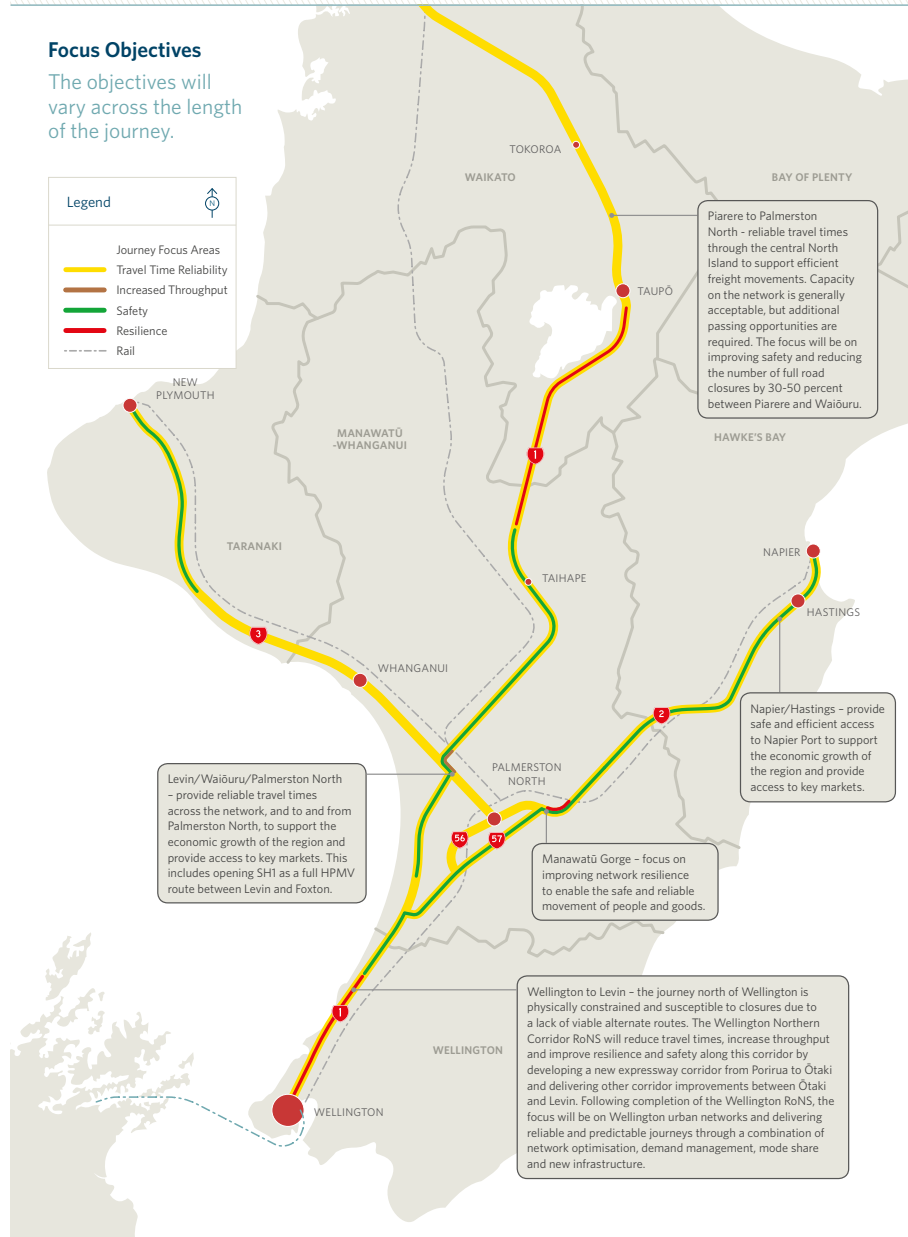 Focus Objectives
The objectives will
vary across the length
of the journey.
Legend
N
Journey Focus Areas
Travel Time Reliability
Increased Throughput
Safety
Resilience
Rail
TOKOROA
WAIKATO
BAY OF PLENTY
Piarere to Palmerston
North - reliable travel times
through the central North
Island to support efficient
freight movements. Capacity
on the network is generally
acceptable, but additional
passing opportunities are
required. The focus will be on
improving safety and reducing
the number of full road
closures by 30-50 percent
between Piarere and Waiōuru.
TAUPŌ
NEW
PLYMOUTH
MANAWATŪ
-WHANGANUI
HAWKE'S BAY
1
TARANAKI
NAPIER
TAIHAPE
HASTINGS
3
WHANGANUI
2
Napier/Hastings – provide
safe and efficient access
to Napier Port to support
the economic growth of
the region and provide
access to key markets.
PALMERSTON
NORTH
Levin/Waiōuru/Palmerston North
– provide reliable travel times
across the network, and to and from
Palmerston North, to support the
economic growth of the region and
provide access to key markets. This
includes opening SH1 as a full HPMV
route between Levin and Foxton.
56
57
Manawatū Gorge – focus on
improving network resilience
to enable the safe and reliable
movement of people and goods.
Wellington to Levin – the journey north of Wellington is
physically constrained and susceptible to closures due to
a lack of viable alternate routes. The Wellington Northern
Corridor RoNS will reduce travel times, increase throughput
and improve resilience and safety along this corridor by
developing a new expressway corridor from Porirua to Ōtaki
and delivering other corridor improvements between Ōtaki
and Levin. Following completion of the Wellington RoNS, the
focus will be on Wellington urban networks and delivering
reliable and predictable journeys through a combination of
network optimisation, demand management, mode share
and new infrastructure.
1
WELLINGTON
WELLINGTON